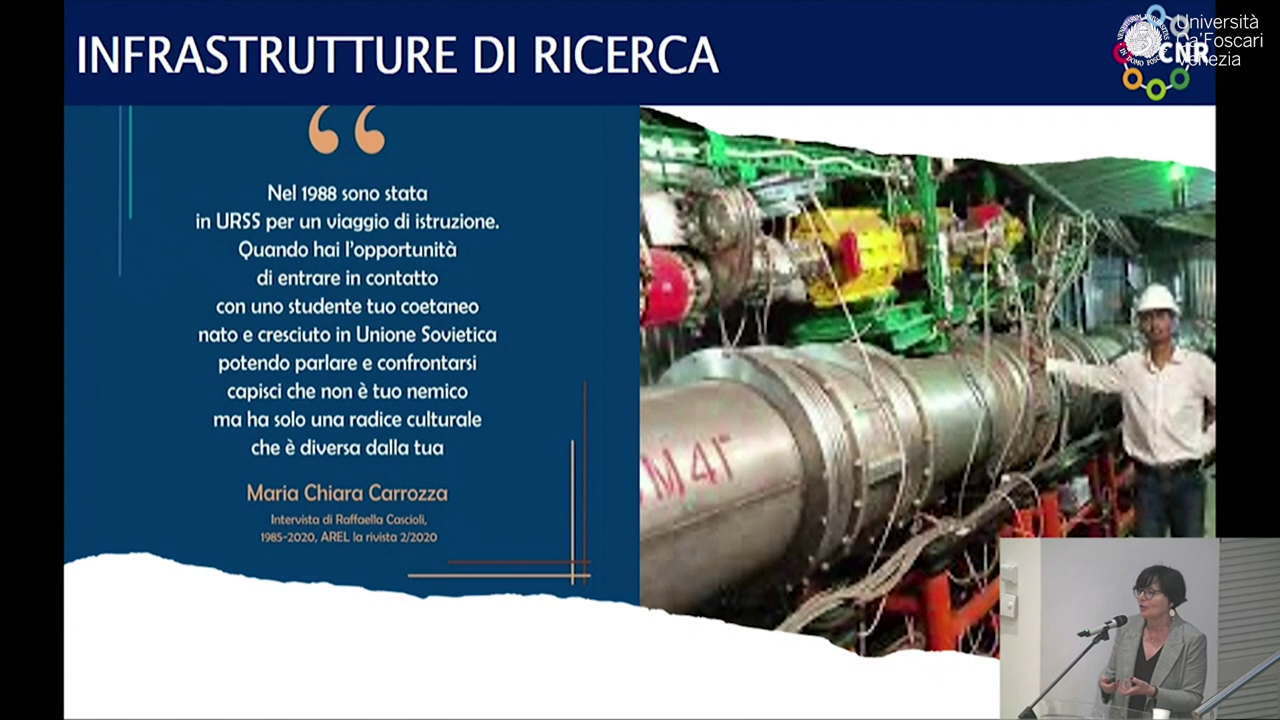 INFRASTRUTTURE DI RICERCA
Università
Ca'Foscari
Venezia
CNR
Nel 1988 sono stata
in URSS per un viaggio di istruzione.
Quando hai l'opportunità
di entrare in contatto
con uno studente tuo coetaneo
nato e cresciuto in Unione Sovietica
potendo parlare e confrontarsi
capisci che non è tuo nemico
ma ha solo una radice culturale
che è diversa dalla tua
Maria Chiara Carrozza
Intervista di Raffaella Cascioli,
1985-2020, AREL la rivista 2/2020
М4Г